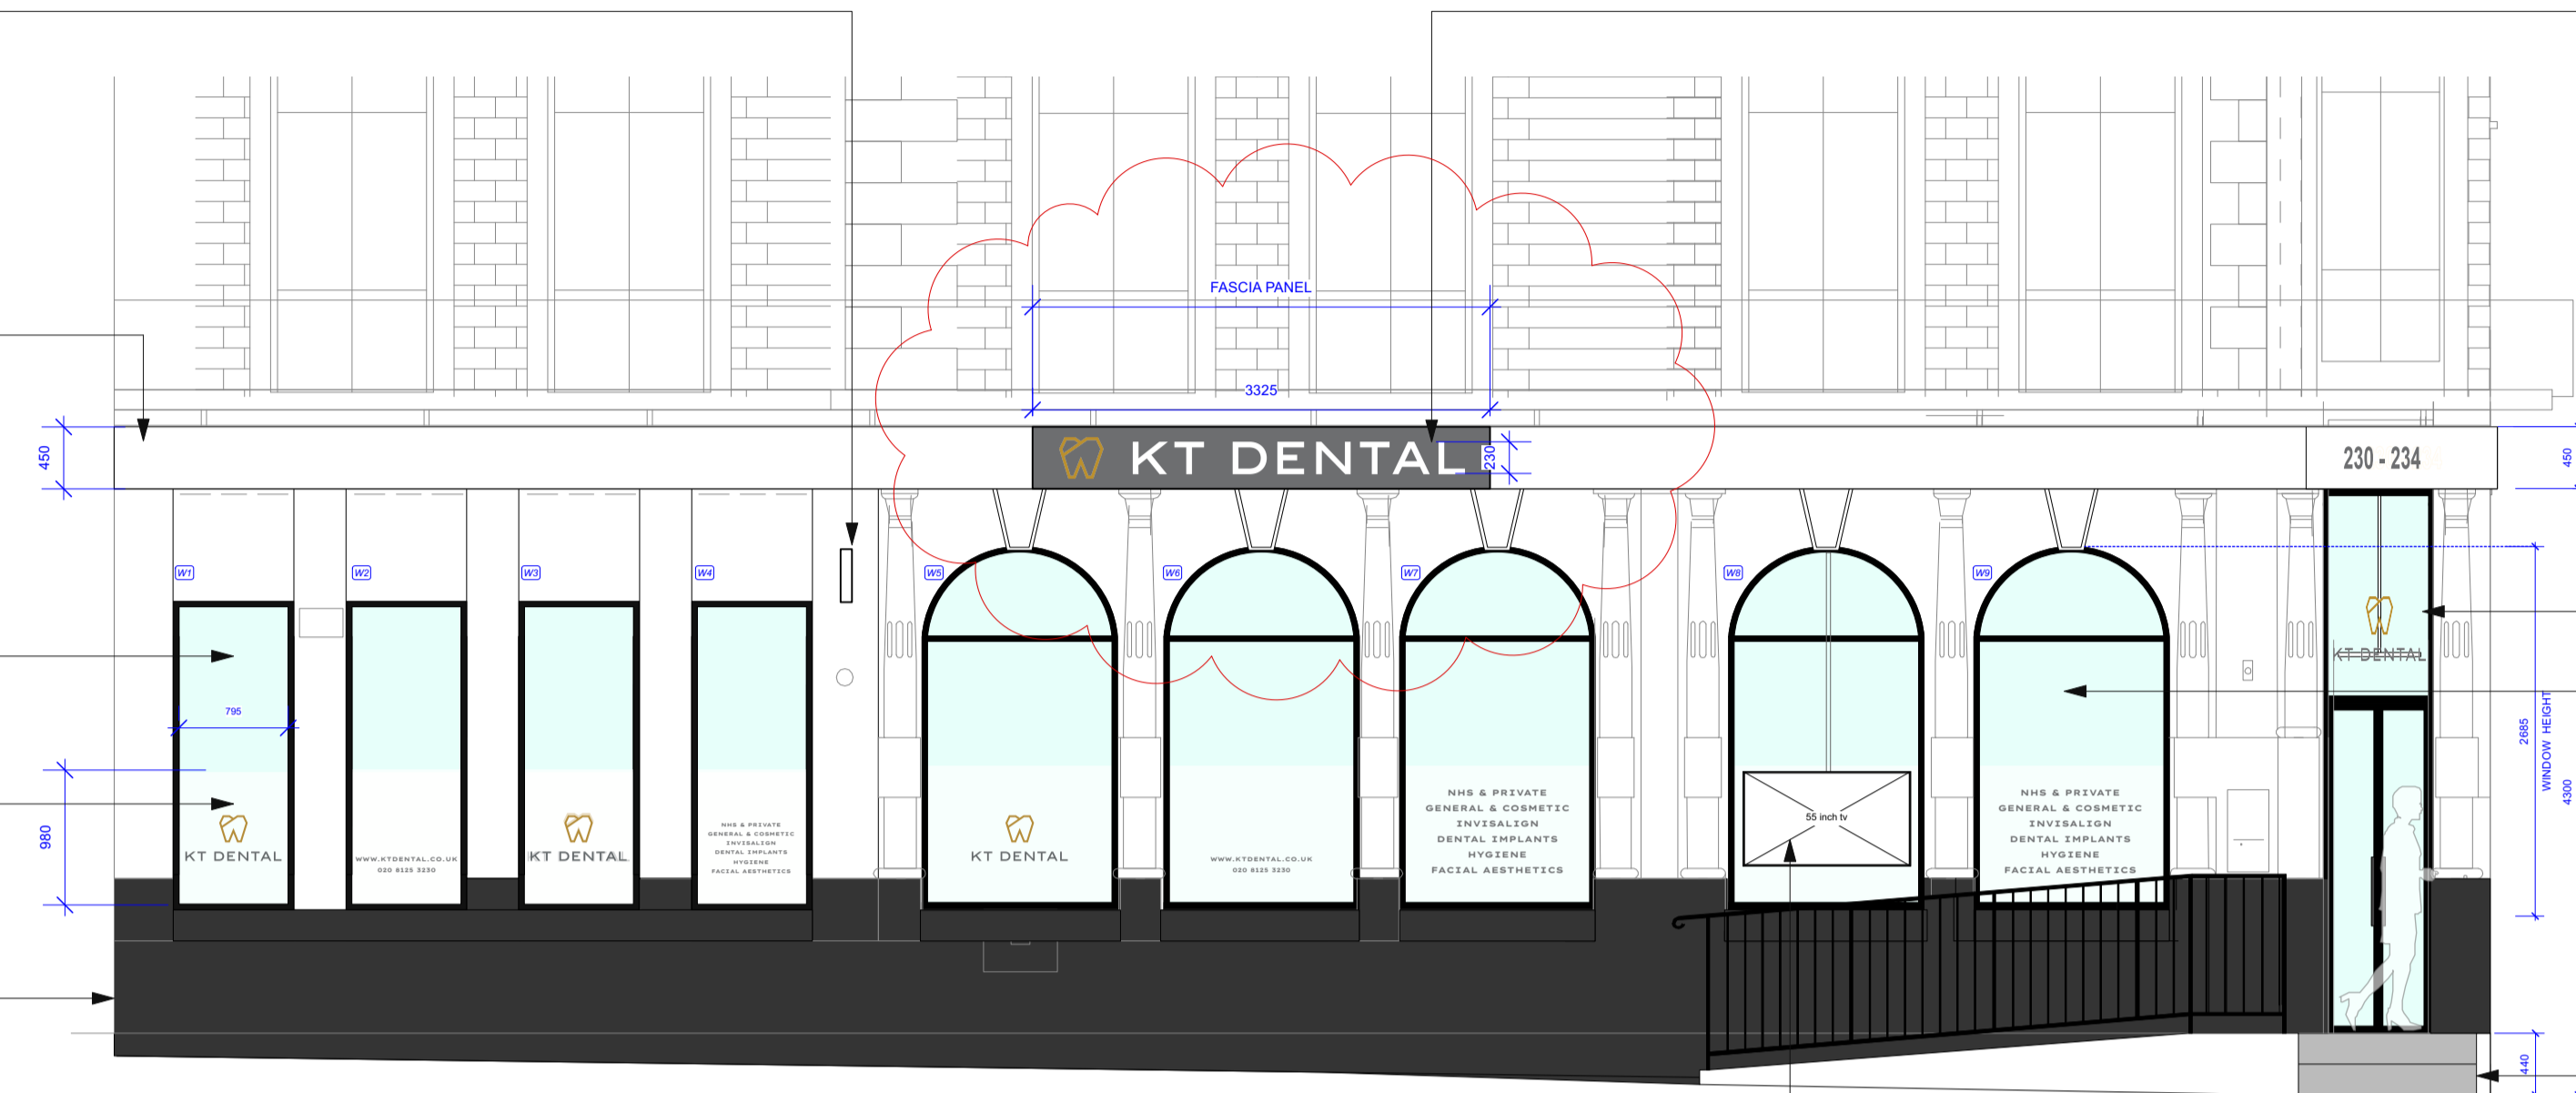 FASCIA PANEL
3325
450
KT DENTAL
230
230 - 234
450
W1
W2
W3
W4
W5
W6
W7
W8
W9
KT DENTAL
795
2685
WINDOW HEIGHT
4300
980
KT DENTAL
WWW.KTDENTAL.CO.UK
020 8125 3230
KT DENTAL
NHS & PRIVATE
GENERAL & COSMETIC
INVISALIGN
DENTAL IMPLANTS
HYGIENE
FACIAL AESTHETICS
KT DENTAL
WWW.KTDENTAL.CO.UK
020 8125 3230
NHS & PRIVATE
GENERAL & COSMETIC
INVISALIGN
DENTAL IMPLANTS
HYGIENE
FACIAL AESTHETICS
55 inch tv
NHS & PRIVATE
GENERAL & COSMETIC
INVISALIGN
DENTAL IMPLANTS
HYGIENE
FACIAL AESTHETICS
440